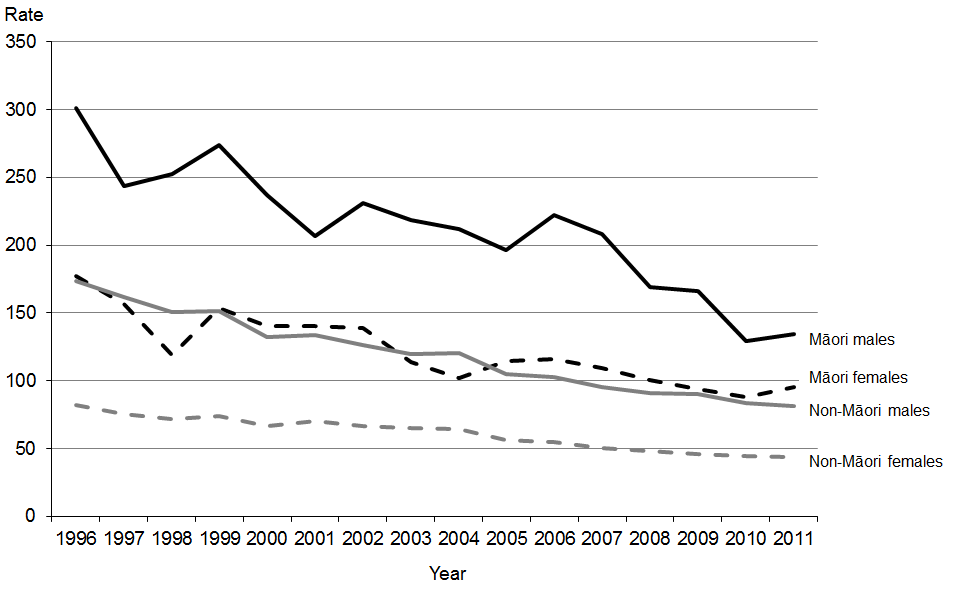 Rate
350
300
250
200
150
100
50
0
Māori males
Māori females
Non-Māori males
Non-Māori females
1996 1997 1998 1999 2000 2001 2002 2003 2004 2005 2006 2007 2008 2009 2010 2011
Year